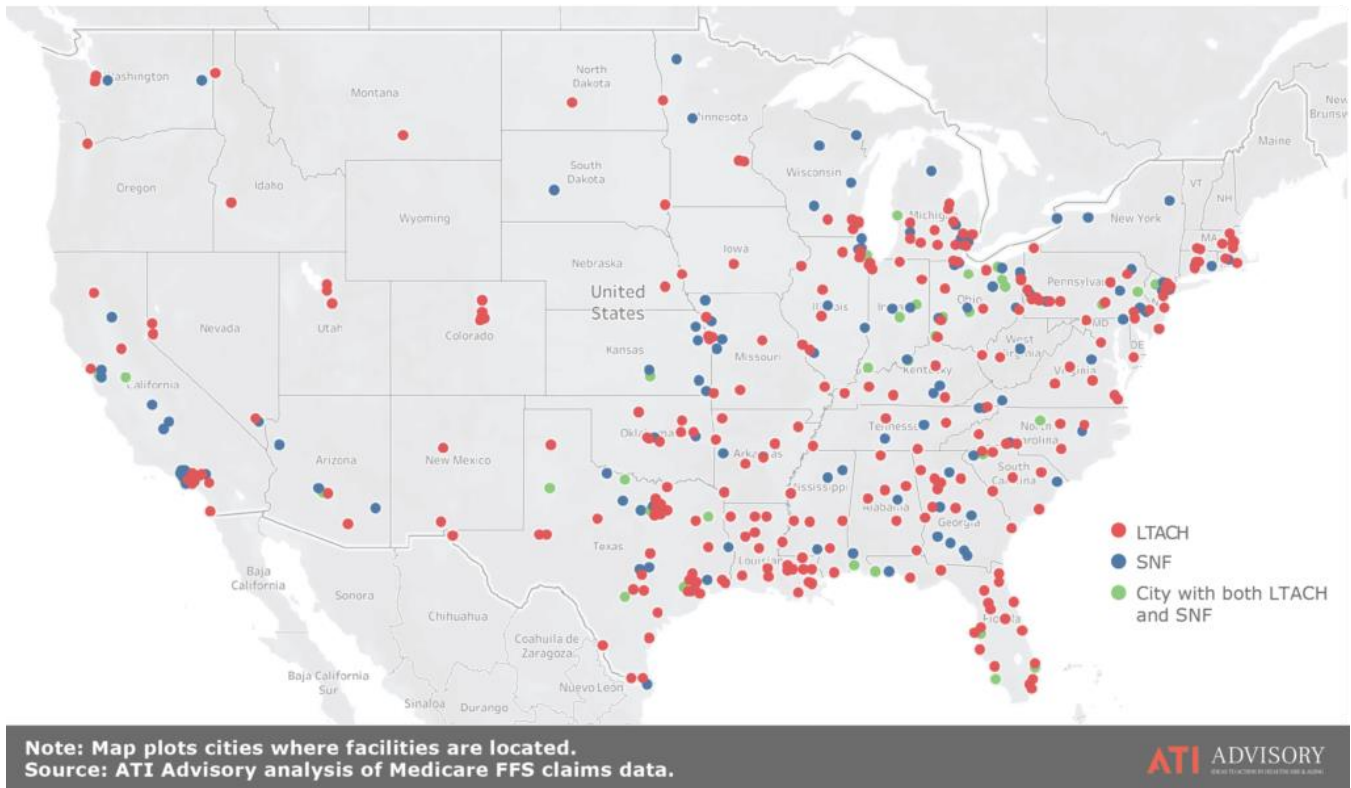 Washington
Montana
North
Dakota
Minnesota
Oregon
Idaho
Wyoming
South
Dakota
Wisconsin
Michig
New York
VT
NH
MA
Maine
New
Brunsw
Nebraska
Iowa
United
States
Nevada
Utah
Colorado
Kansas
Missouri
Illinois
Indi
Ohio
Pennsylvan
MD
DE
West
Virginia
Virginia
Kentucky
California
Arizona
New Mexico
Oklahoma
Arkansas
Tennessee
North
Carolina
South
Carolina
Mississippi
Alabama
Georgia
Texas
Louisian
Florida
Baja
California
Sonora
Chihuahua
Coahuila de
Zaragoza
Baja California
Sur
Sinaloa
Durango
Nuevo León
LTACH
SNF
City with both LTACH
and SNF
Note: Map plots cities where facilities are located.
Source: ATI Advisory analysis of Medicare FFS claims data.
ATI ADVISORY